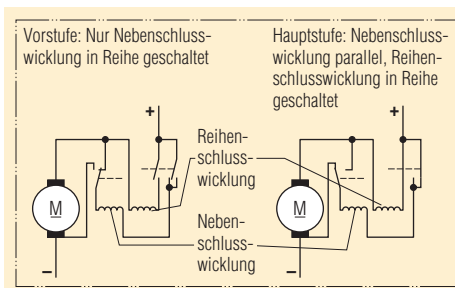 Vorstufe: Nur Nebenschluss-
wicklung in Reihe geschaltet
Hauptstufe: Nebenschluss-
wicklung parallel, Reihen-
schlusswicklung in Reihe
geschaltet
+
+
Reihen-
schluss-
wicklung
M
M
Neben-
schluss-
wicklung
–
–